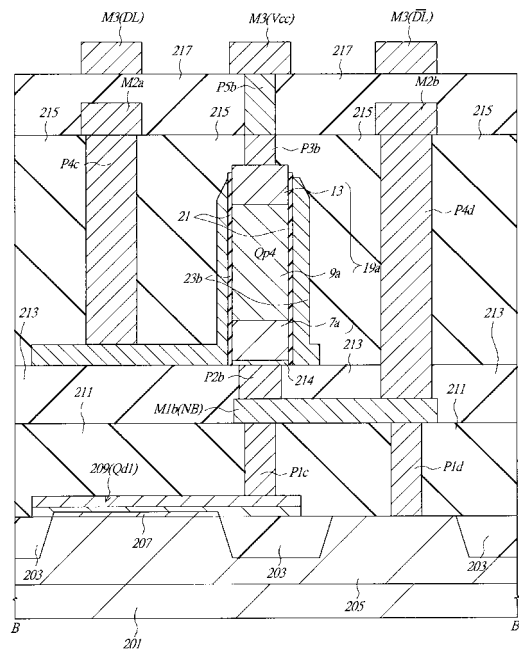 M3(DL) M3(Vcc) M3(D̅L̅)
217 217
M2a P5b M2b
215 215 215
P4c P3b
13
21 P4d
Qp4 19a
23b 9a
7a
213 213 213
P2b 214
211 M1b(NB) 211
P1c P1d
209(Qd1)
207
203 203 203
205
B 201 B